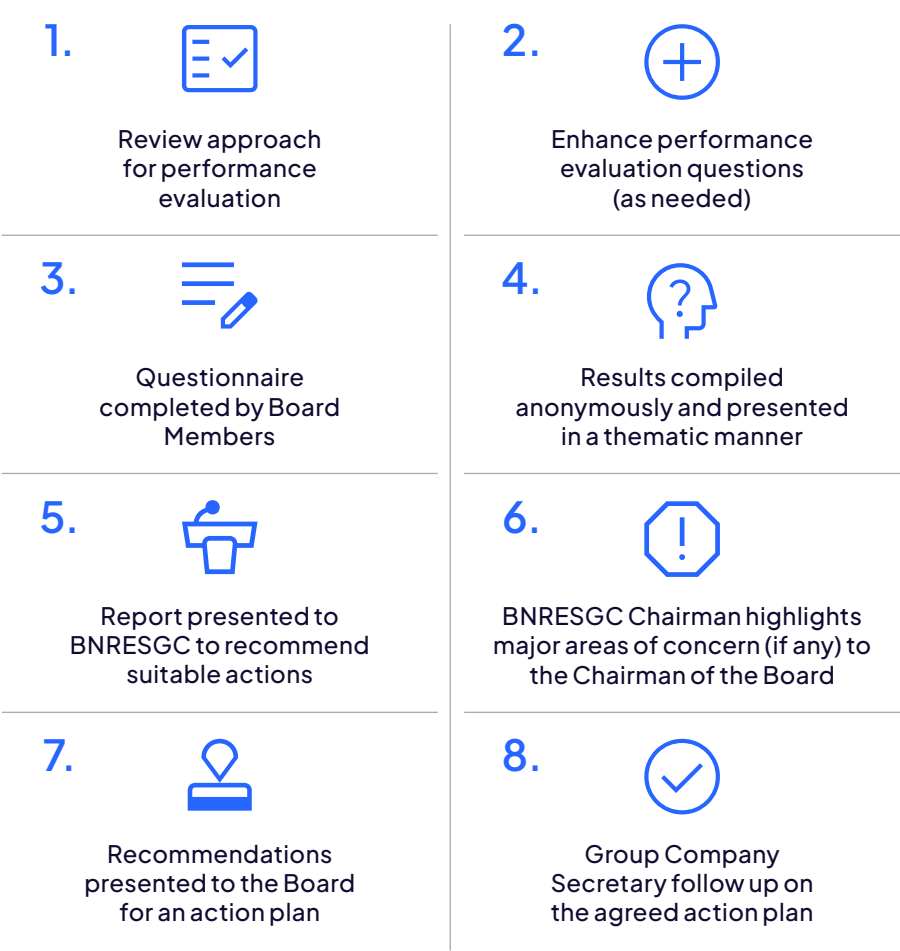 1.
Review approach
for performance
evaluation
2.
Enhance performance
evaluation questions
(as needed)
3.
Questionnaire
completed by Board
Members
4.
?
Results compiled
anonymously and presented
in a thematic manner
5.
Report presented to
BNRESGC to recommend
suitable actions
6.
!
BNRESGC Chairman highlights
major areas of concern (if any) to
the Chairman of the Board
7.
Recommendations
presented to the Board
for an action plan
8.
Group Company
Secretary follow up on
the agreed action plan